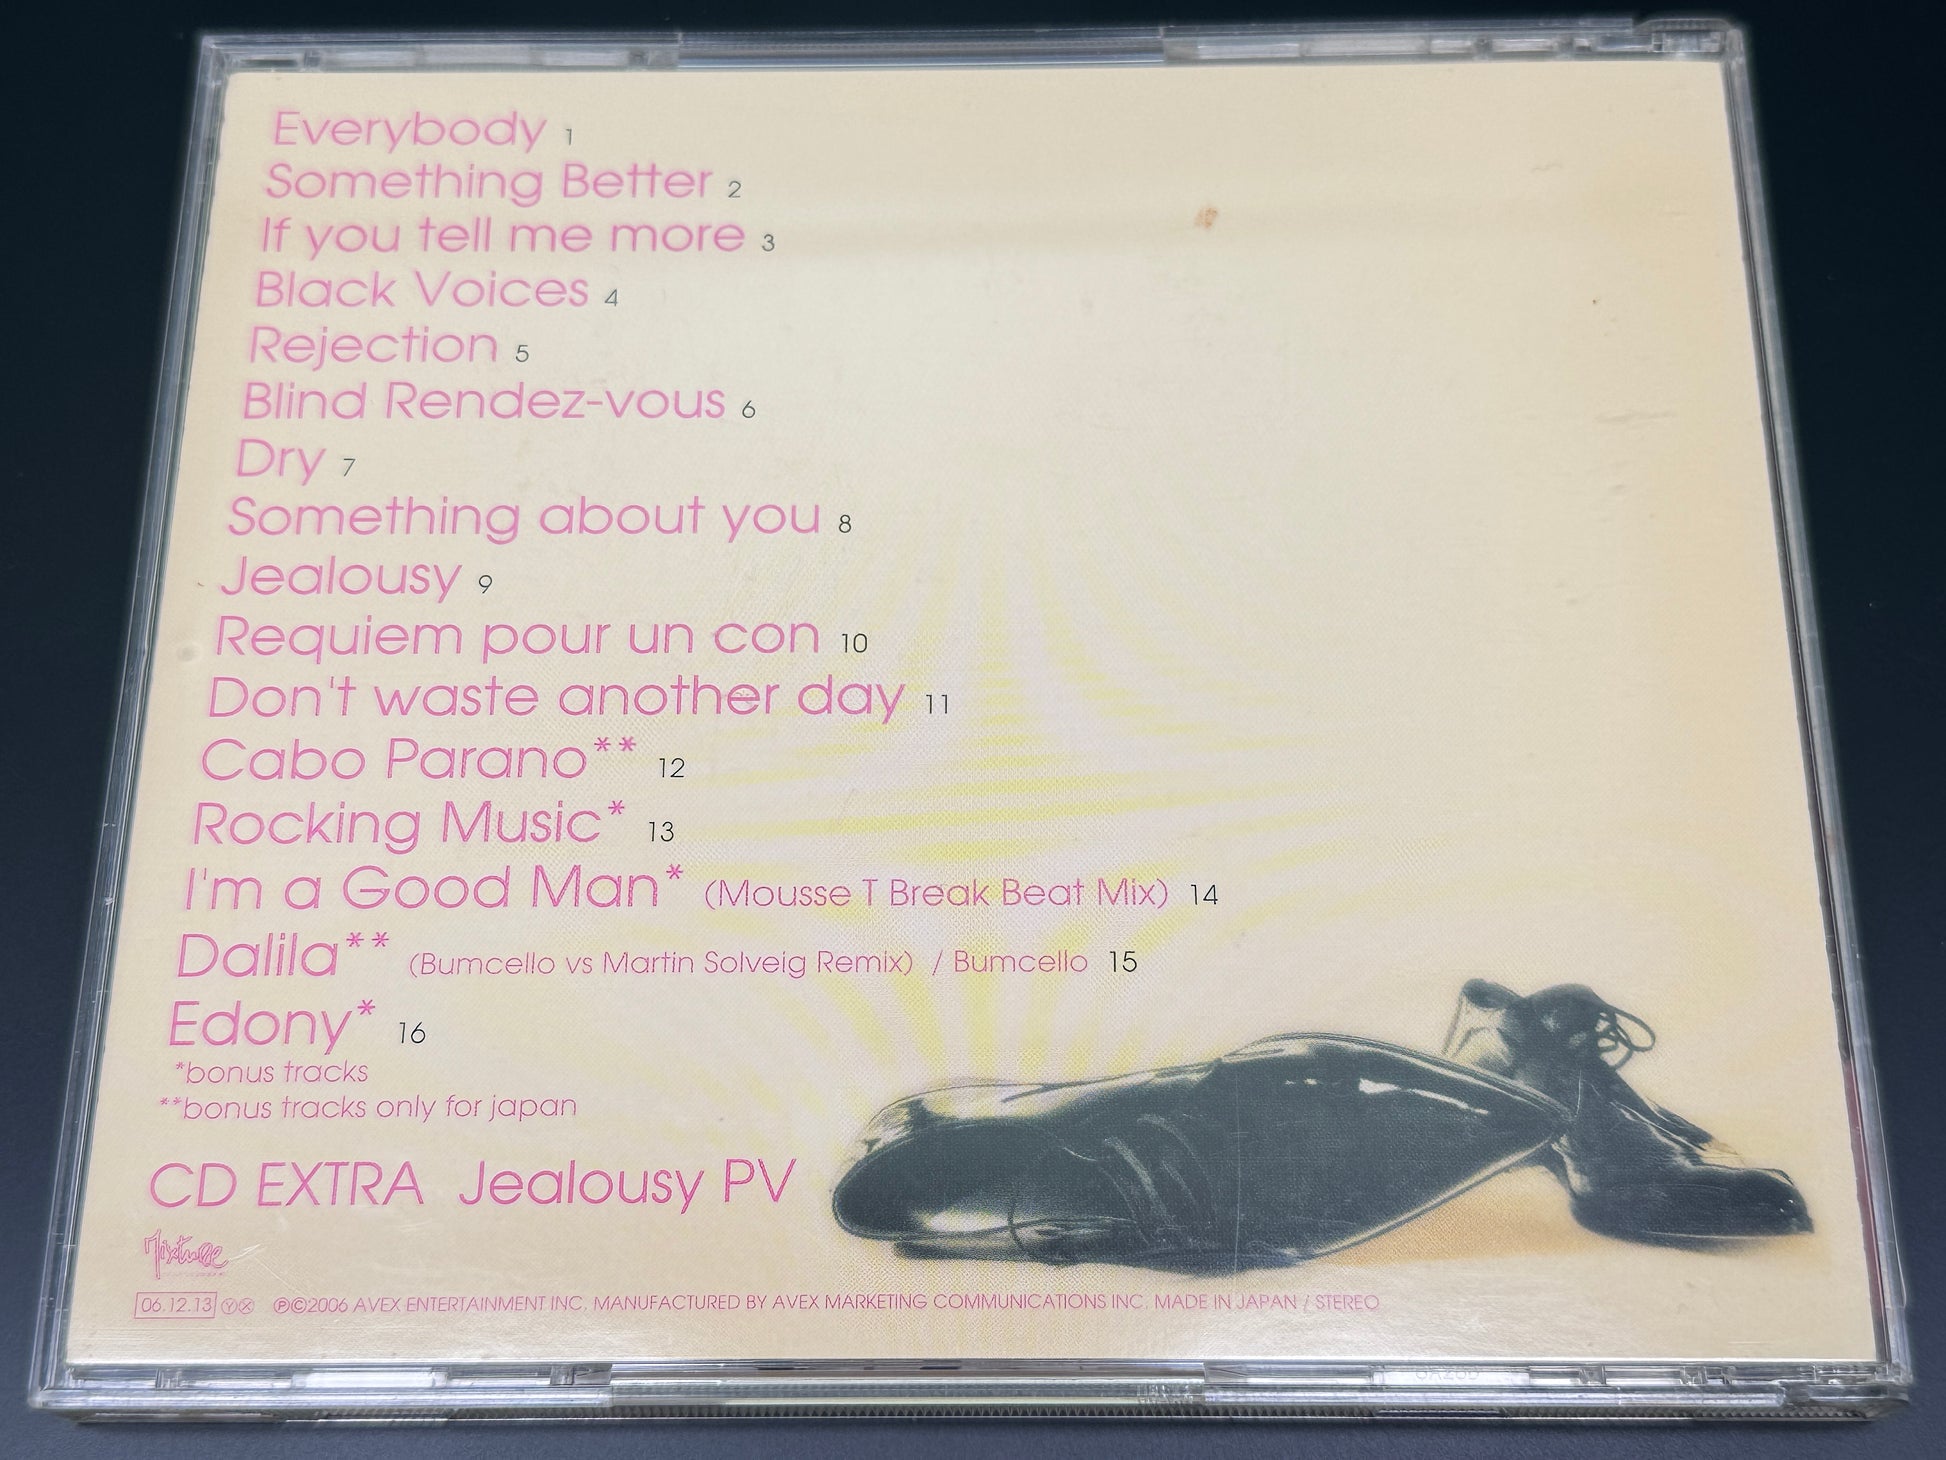 Everybody 1
Something Better 2
If you tell me more 3
Black Voices 4
Rejection 5
Blind Rendez-vous 6
Dry 7
Something about you 8
Jealousy 9
Requiem pour un con 10
Don't waste another day 11
Cabo Parano** 12
Rocking Music* 13
I'm a Good Man* (Mousse T Break Beat Mix) 14
Dalila** (Bumcello vs Martin Solveig Remix) / Bumcello 15
Edony* 16
*bonus tracks
**bonus tracks only for japan
CD EXTRA Jealousy PV
Mixture
06.12.13 Ⓨ Ⓧ ℗©2006 AVEX ENTERTAINMENT INC. MANUFACTURED BY AVEX MARKETING COMMUNICATIONS INC. MADE IN JAPAN / STEREO